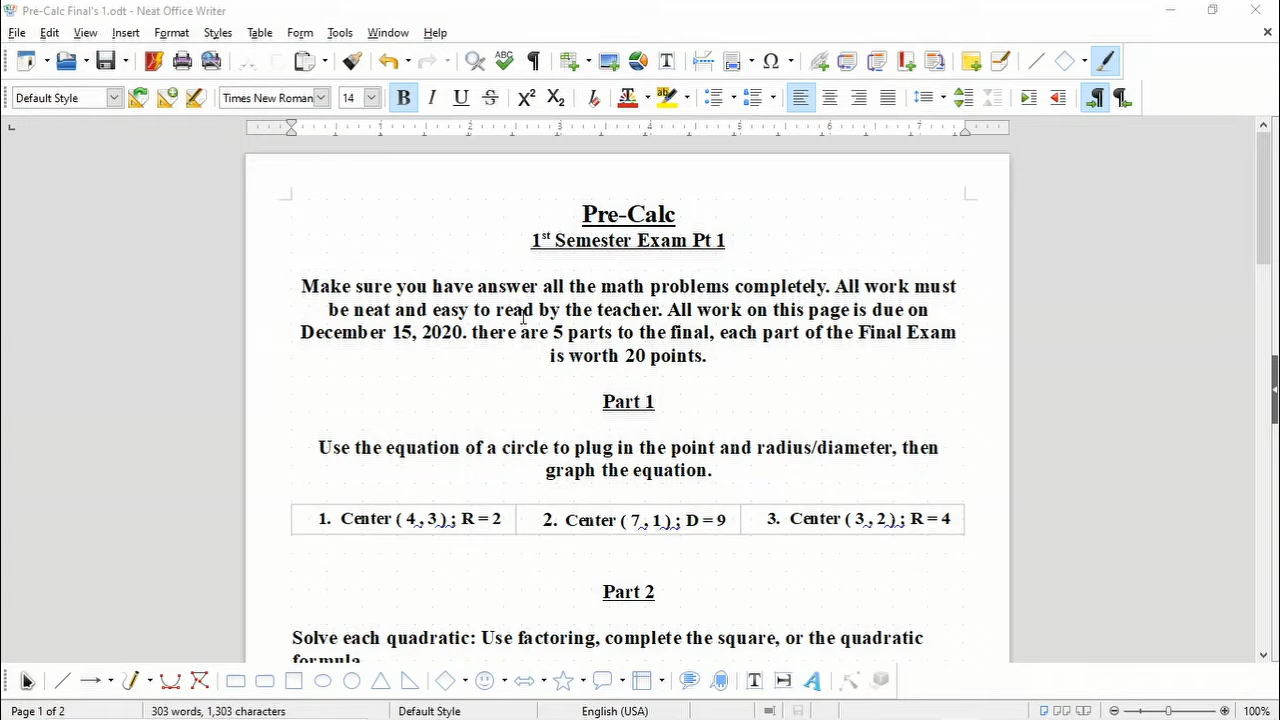 Pre-Calc Final's 1.odt - Neat Office Writer
File Edit View Insert Format Styles Table Form Tools Window Help
Default Style Times New Roman 14
Pre-Calc
1st Semester Exam Pt 1
Make sure you have answer all the math problems completely. All work must
be neat and easy to read by the teacher. All work on this page is due on
December 15, 2020. there are 5 parts to the final, each part of the Final Exam
is worth 20 points.
Part 1
Use the equation of a circle to plug in the point and radius/diameter, then
graph the equation.
1. Center ( 4 , 3 ) ; R = 2 2. Center ( 7 , 1 ) ; D = 9 3. Center ( 3 , 2 ) ; R = 4
Part 2
Solve each quadratic: Use factoring, complete the square, or the quadratic
formula
Page 1 of 2 303 words, 1,303 characters Default Style English (USA) 100%